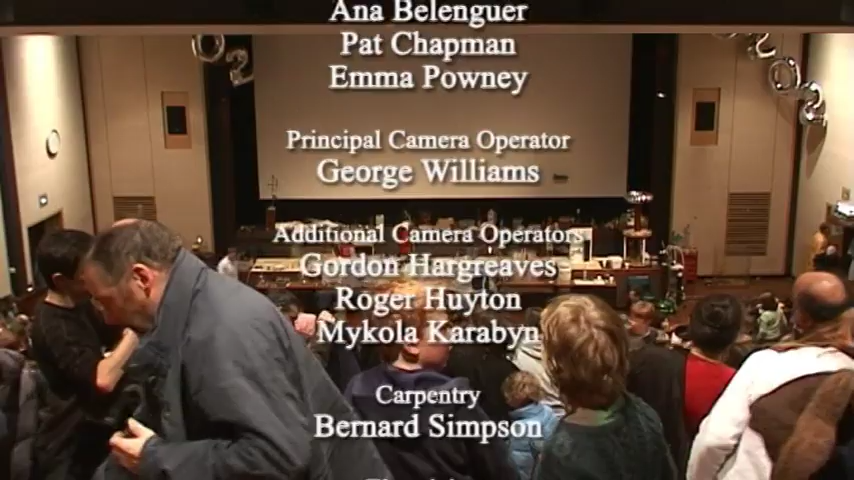 Ana Belenguer
Pat Chapman
Emma Powney
Principal Camera Operator
George Williams
Additional Camera Operators
Gordon Hargreaves
Roger Huyton
Mykola Karabyn
Carpentry
Bernard Simpson